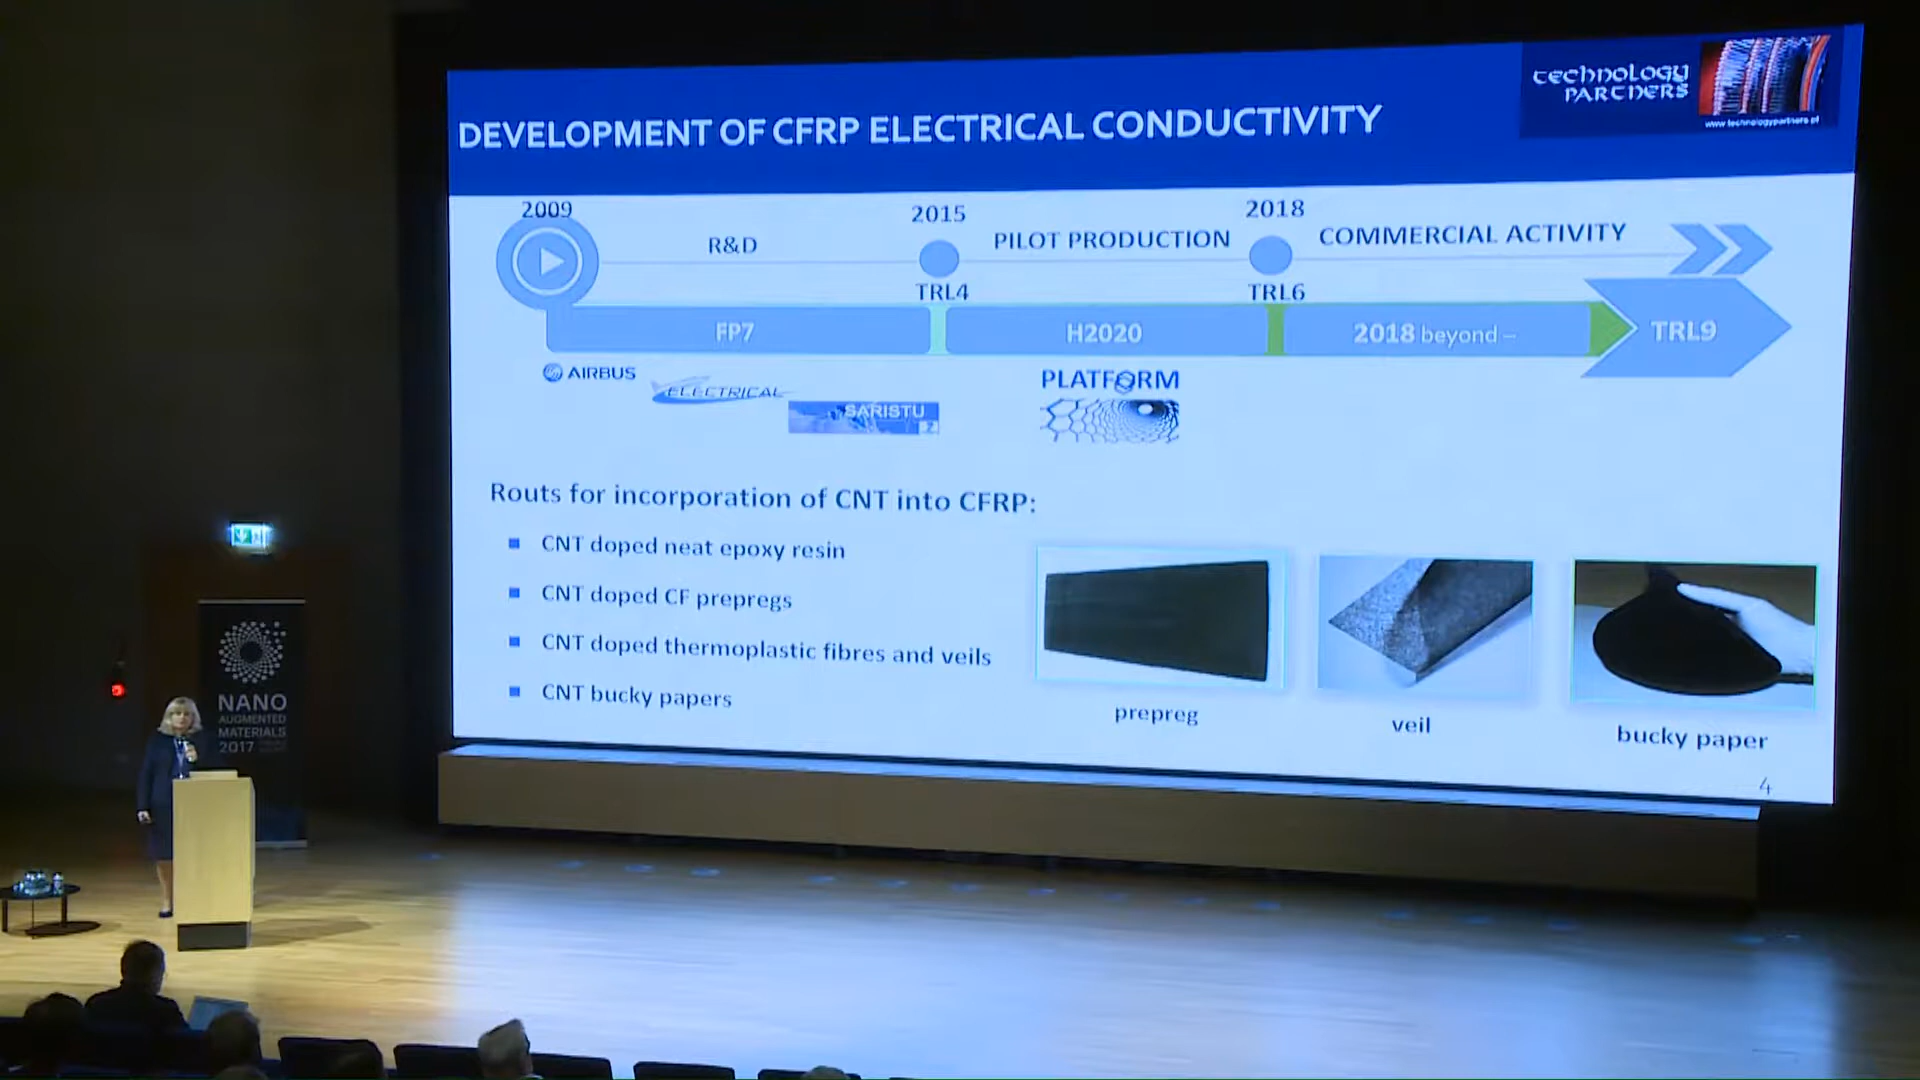 technology
PARTNERS
www.technologypartners.pl
DEVELOPMENT OF CFRP ELECTRICAL CONDUCTIVITY
2009
2015
2018
R&D
PILOT PRODUCTION
COMMERCIAL ACTIVITY
TRL4
TRL6
FP7
H2020
2018 beyond –
TRL9
AIRBUS
ELECTRICAL
SARISTU
PLATFORM
Routs for incorporation of CNT into CFRP:
CNT doped neat epoxy resin
CNT doped CF prepregs
CNT doped thermoplastic fibres and veils
CNT bucky papers
prepreg
veil
bucky paper
4
NANO
AUGMENTED
MATERIALS
2017